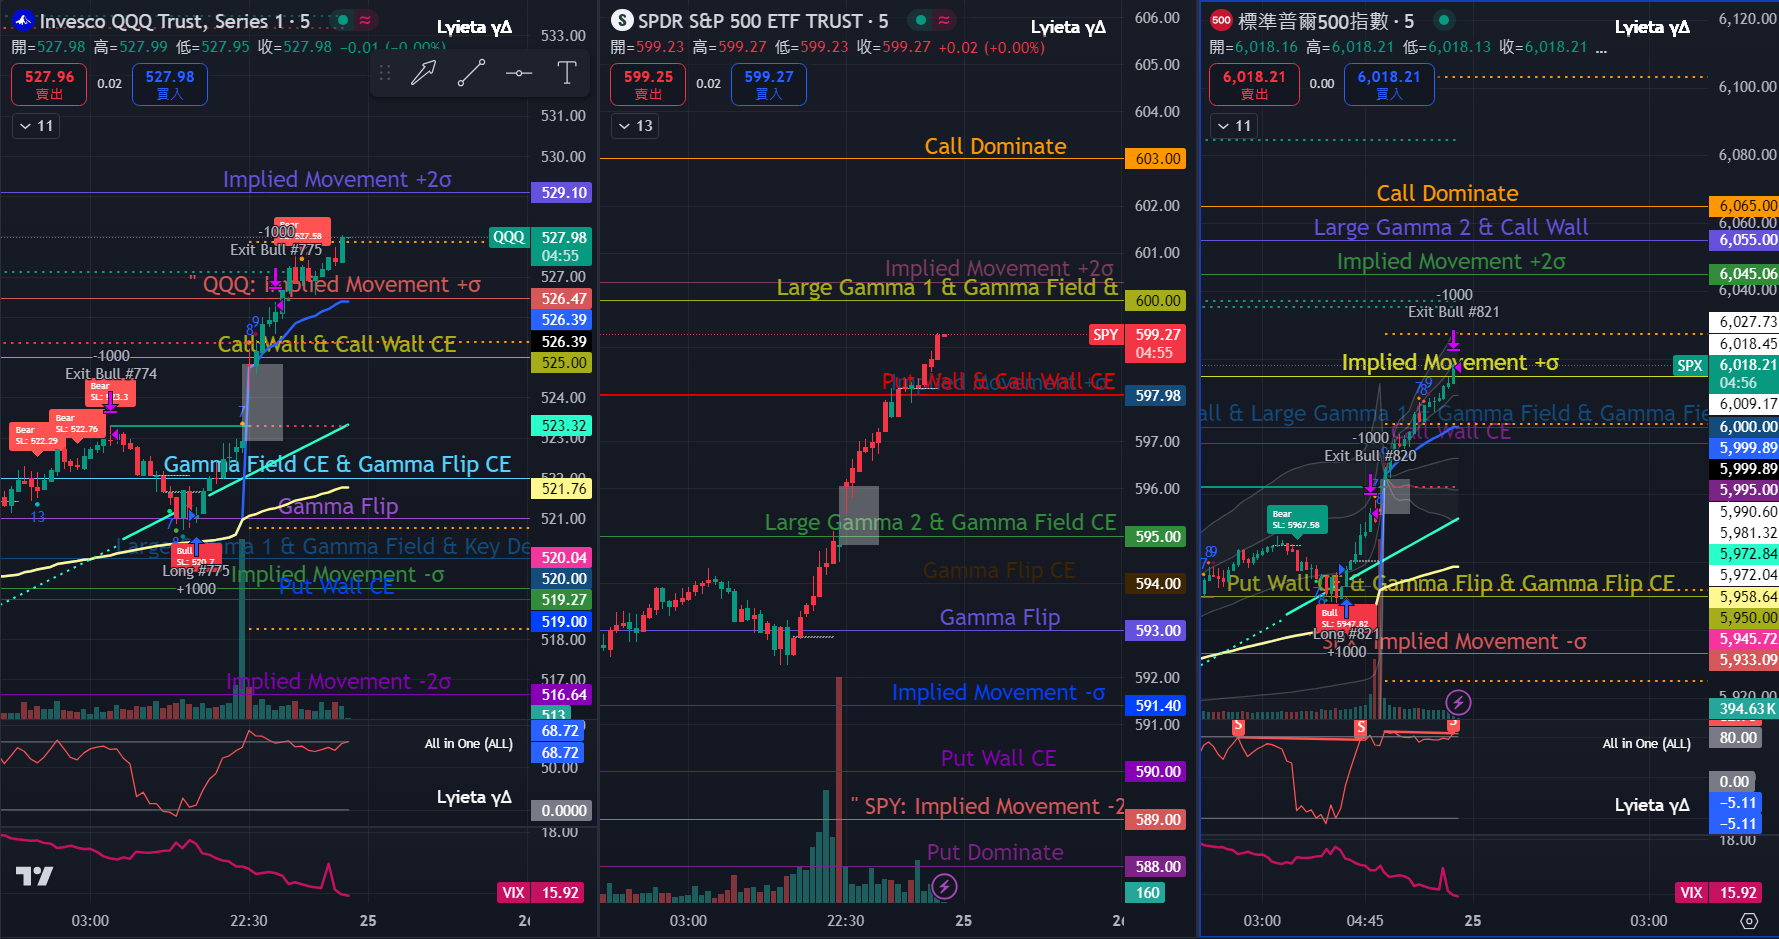 Invesco QQQ Trust, Series 1 · 5
Lyieta γΔ
開=527.98 高=527.99 低=527.95 收=527.98 −0.01 (−0.00%)
527.96
賣出
0.02
527.98
買入
11
533.00
531.00
530.00
Implied Movement +2σ
529.10
Bear
-1000
Exit Bull #775
QQQ
527.98
04:55
527.00
" QQQ: Implied Movement +σ
526.47
526.39
526.39
Call Wall & Call Wall CE
525.00
-1000
Exit Bull #774
Bear
524.00
Bear
SL: 522.76
Bear
SL: 522.29
523.32
523.00
Gamma Field CE & Gamma Flip CE
521.76
Gamma Flip
13
521.00
Large Gamma 1 & Gamma Field & Key De
520.04
520.00
Bull
SL: 520.7
Long #775
+1000
Implied Movement -σ
Put Wall CE
519.27
519.00
518.00
517.00
Implied Movement -2σ
516.64
513
68.72
68.72
All in One (ALL)
50.00
Lyieta γΔ
0.0000
18.00
VIX
15.92
03:00
22:30
25
SPDR S&P 500 ETF TRUST · 5
Lyieta γΔ
開=599.23 高=599.27 低=599.23 收=599.27 +0.02 (+0.00%)
599.25
賣出
0.02
599.27
買入
13
606.00
605.00
604.00
Call Dominate
603.00
602.00
601.00
Implied Movement +2σ
Large Gamma 1 & Gamma Field &
600.00
SPY
599.27
04:55
Put Wall & Call Wall CE
597.98
597.00
596.00
Large Gamma 2 & Gamma Field CE
595.00
Gamma Flip CE
594.00
Gamma Flip
593.00
592.00
Implied Movement -σ
591.40
591.00
Put Wall CE
590.00
" SPY: Implied Movement -2
589.00
Put Dominate
588.00
160
03:00
22:30
25
標準普爾500指數 · 5
Lyieta γΔ
開=6,018.16 高=6,018.21 低=6,018.13 收=6,018.21 ...
6,018.21
賣出
0.00
6,018.21
買入
11
6,120.00
6,100.00
6,080.00
Call Dominate
6,065.00
6,060.00
Large Gamma 2 & Call Wall
6,055.00
Implied Movement +2σ
6,045.06
6,040.00
-1000
Exit Bull #821
6,027.73
6,018.45
Implied Movement +σ
SPX
6,018.21
04:56
6,009.17
all & Large Gamma 1 & Gamma Field & Gamma Fie
6,000.00
Call Wall CE
5,999.89
5,999.89
-1000
Exit Bull #820
5,995.00
5,990.60
Bear
SL: 5967.58
5,981.32
5,972.84
5,972.04
Put Wall CE & Gamma Flip & Gamma Flip CE
5,958.64
5,950.00
Bull
SL: 5947.82
Long #821
+1000
SPX: Implied Movement -σ
5,945.72
5,933.09
5,920.00
394.63K
S
S
S
80.00
All in One (ALL)
0.00
−5.11
−5.11
Lyieta γΔ
18.00
VIX
15.92
03:00
04:45
25
03:00